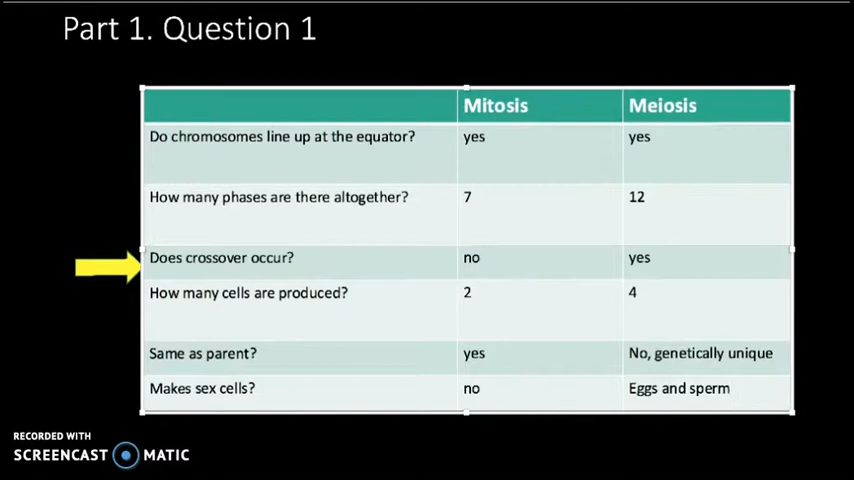 Part 1. Question 1
Mitosis Meiosis
Do chromosomes line up at the equator? yes yes
How many phases are there altogether? 7 12
Does crossover occur? no yes
How many cells are produced? 2 4
Same as parent? yes No, genetically unique
Makes sex cells? no Eggs and sperm
RECORDED WITH
SCREENCAST MATIC